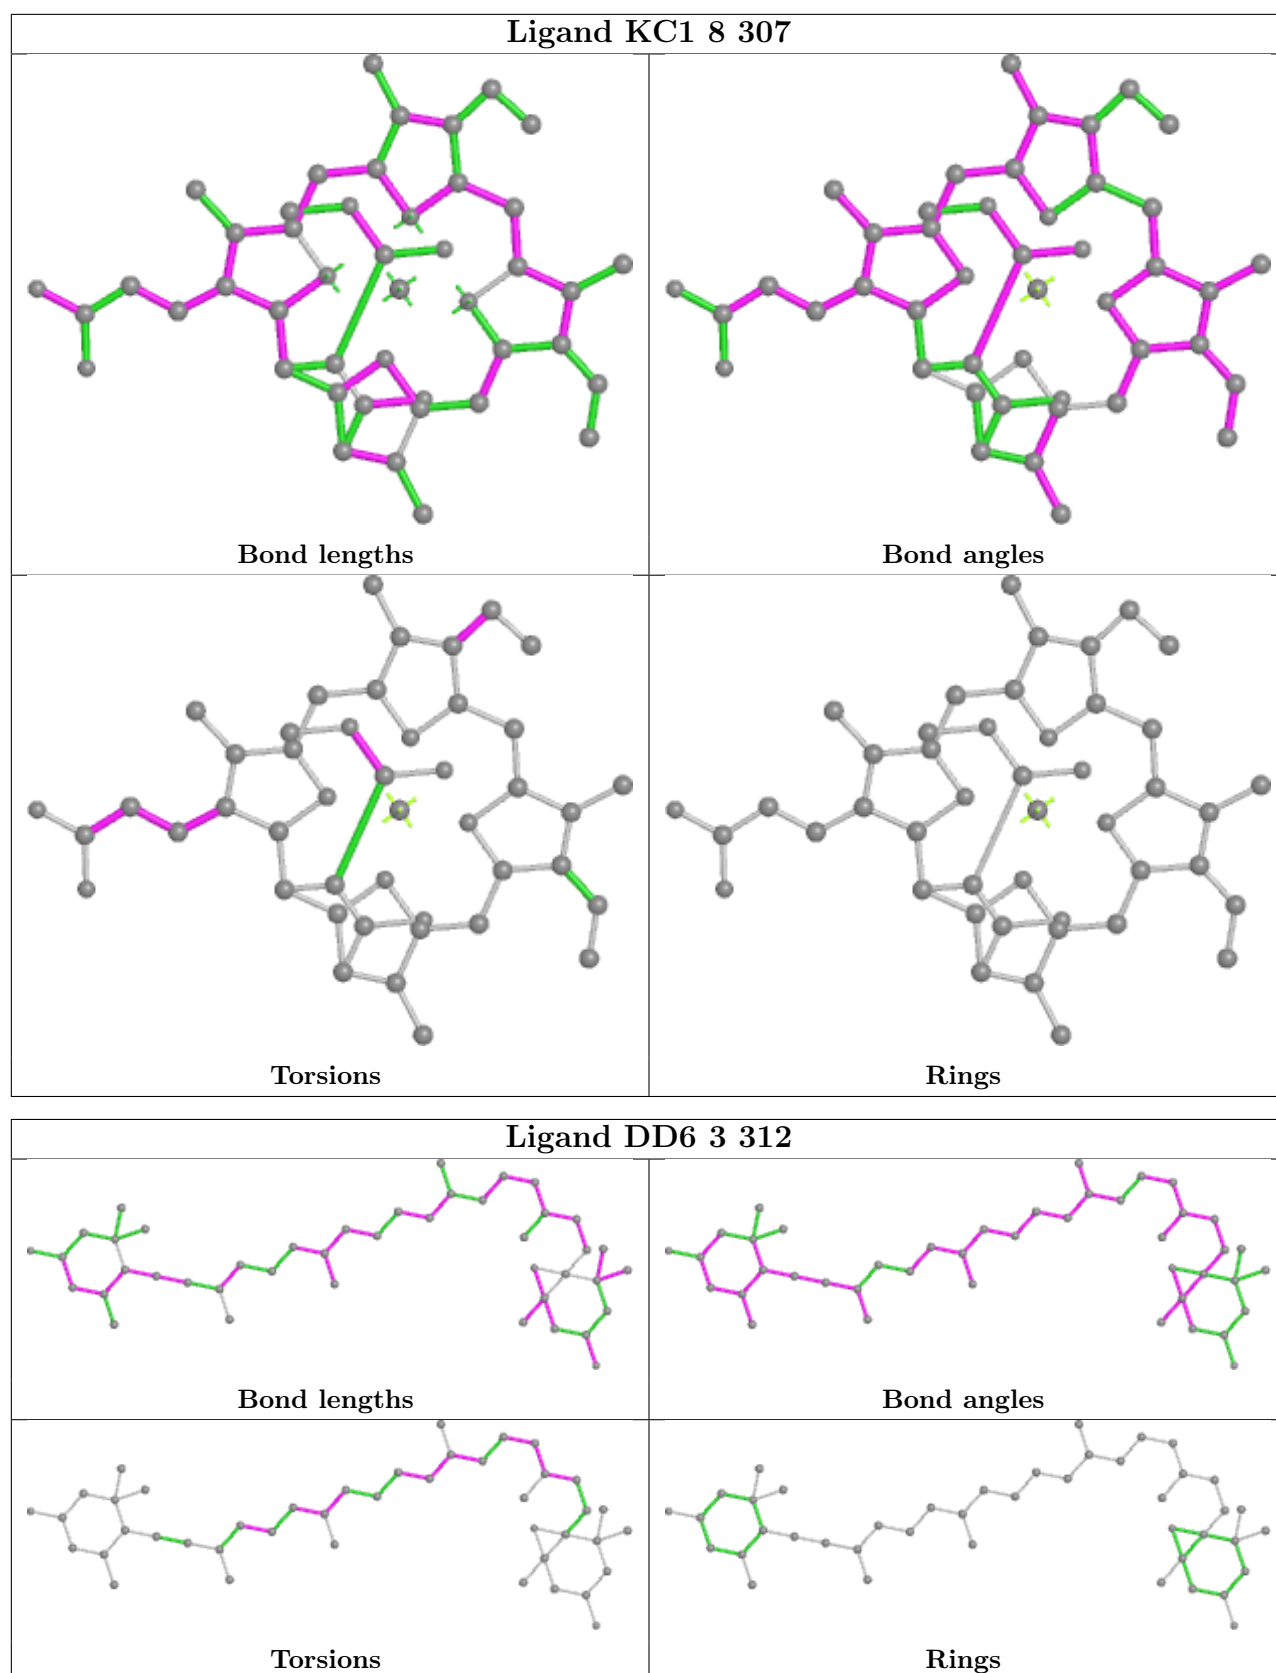 Ligand KC1 8 307
Bond lengths
Bond angles
Torsions
Rings
Ligand DD6 3 312
Bond lengths
Bond angles
Torsions
Rings